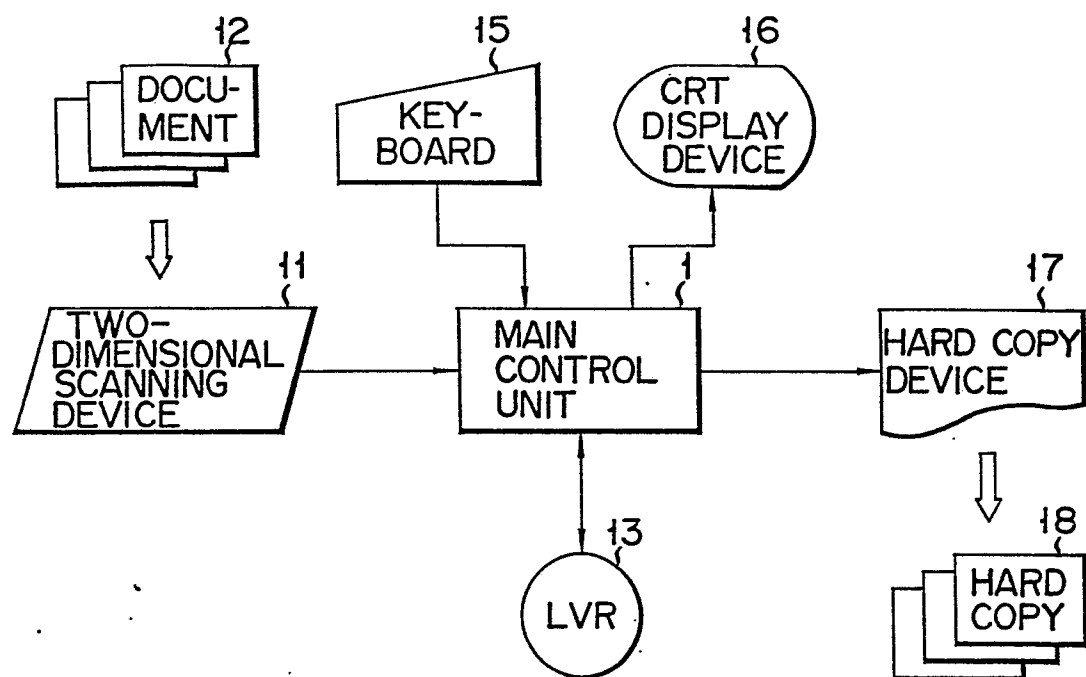 12
DOCU-
MENT
15
KEY-
BOARD
16
CRT
DISPLAY
DEVICE
11
TWO-
DIMENSIONAL
SCANNING
DEVICE
1
MAIN
CONTROL
UNIT
17
HARD COPY
DEVICE
13
LVR
18
HARD
COPY